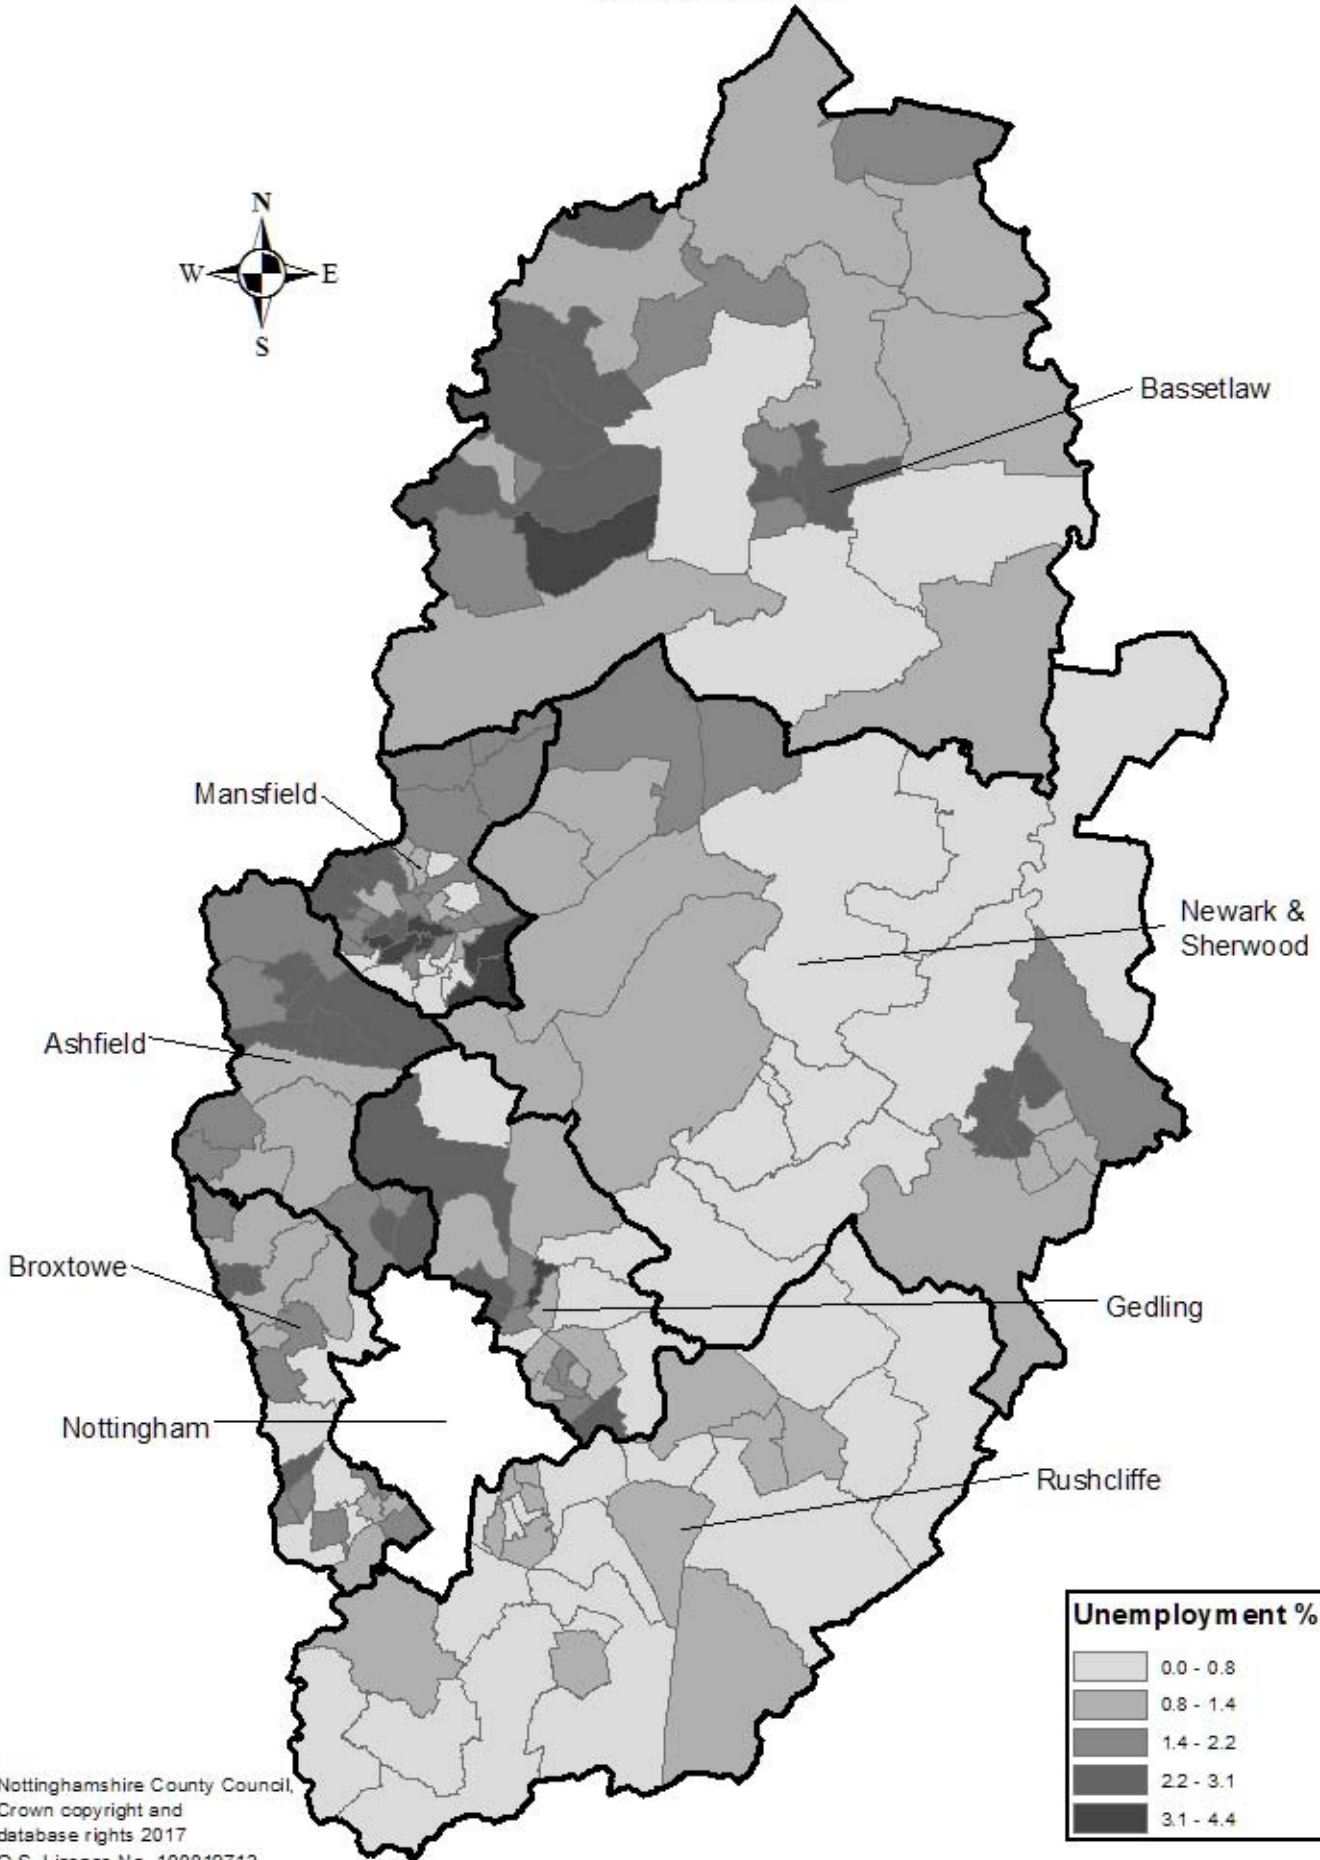 N
W E
S
Bassetlaw
Mansfield
Newark &
Sherwood
Ashfield
Broxtowe
Gedling
Nottingham
Rushcliffe
Unemployment %
0.0 - 0.8
0.8 - 1.4
1.4 - 2.2
2.2 - 3.1
3.1 - 4.4
Nottinghamshire County Council,
Crown copyright and
database rights 2017